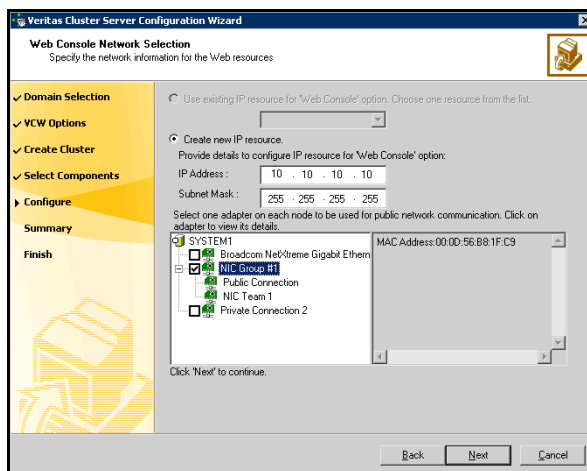 Veritas Cluster Server Configuration Wizard
Web Console Network Selection
Specify the network information for the Web resources
Domain Selection
VCW Options
Create Cluster
Select Components
Configure
Summary
Finish
Use existing IP resource for 'Web Console' option. Choose one resource from the list.
Create new IP resource.
Provide details to configure IP resource for 'Web Console' option:
IP Address : 10 . 10 . 10 . 10
Subnet Mask : 255 . 255 . 255 . 255
Select one adapter on each node to be used for public network communication. Click on
adapter to view its details.
SYSTEM1
Broadcom NetXtreme Gigabit Ethern
NIC Group #1
Public Connection
NIC Team 1
Private Connection 2
MAC Address:00:0D:56:B8:1F:C9
Click 'Next' to continue.
Back Next Cancel